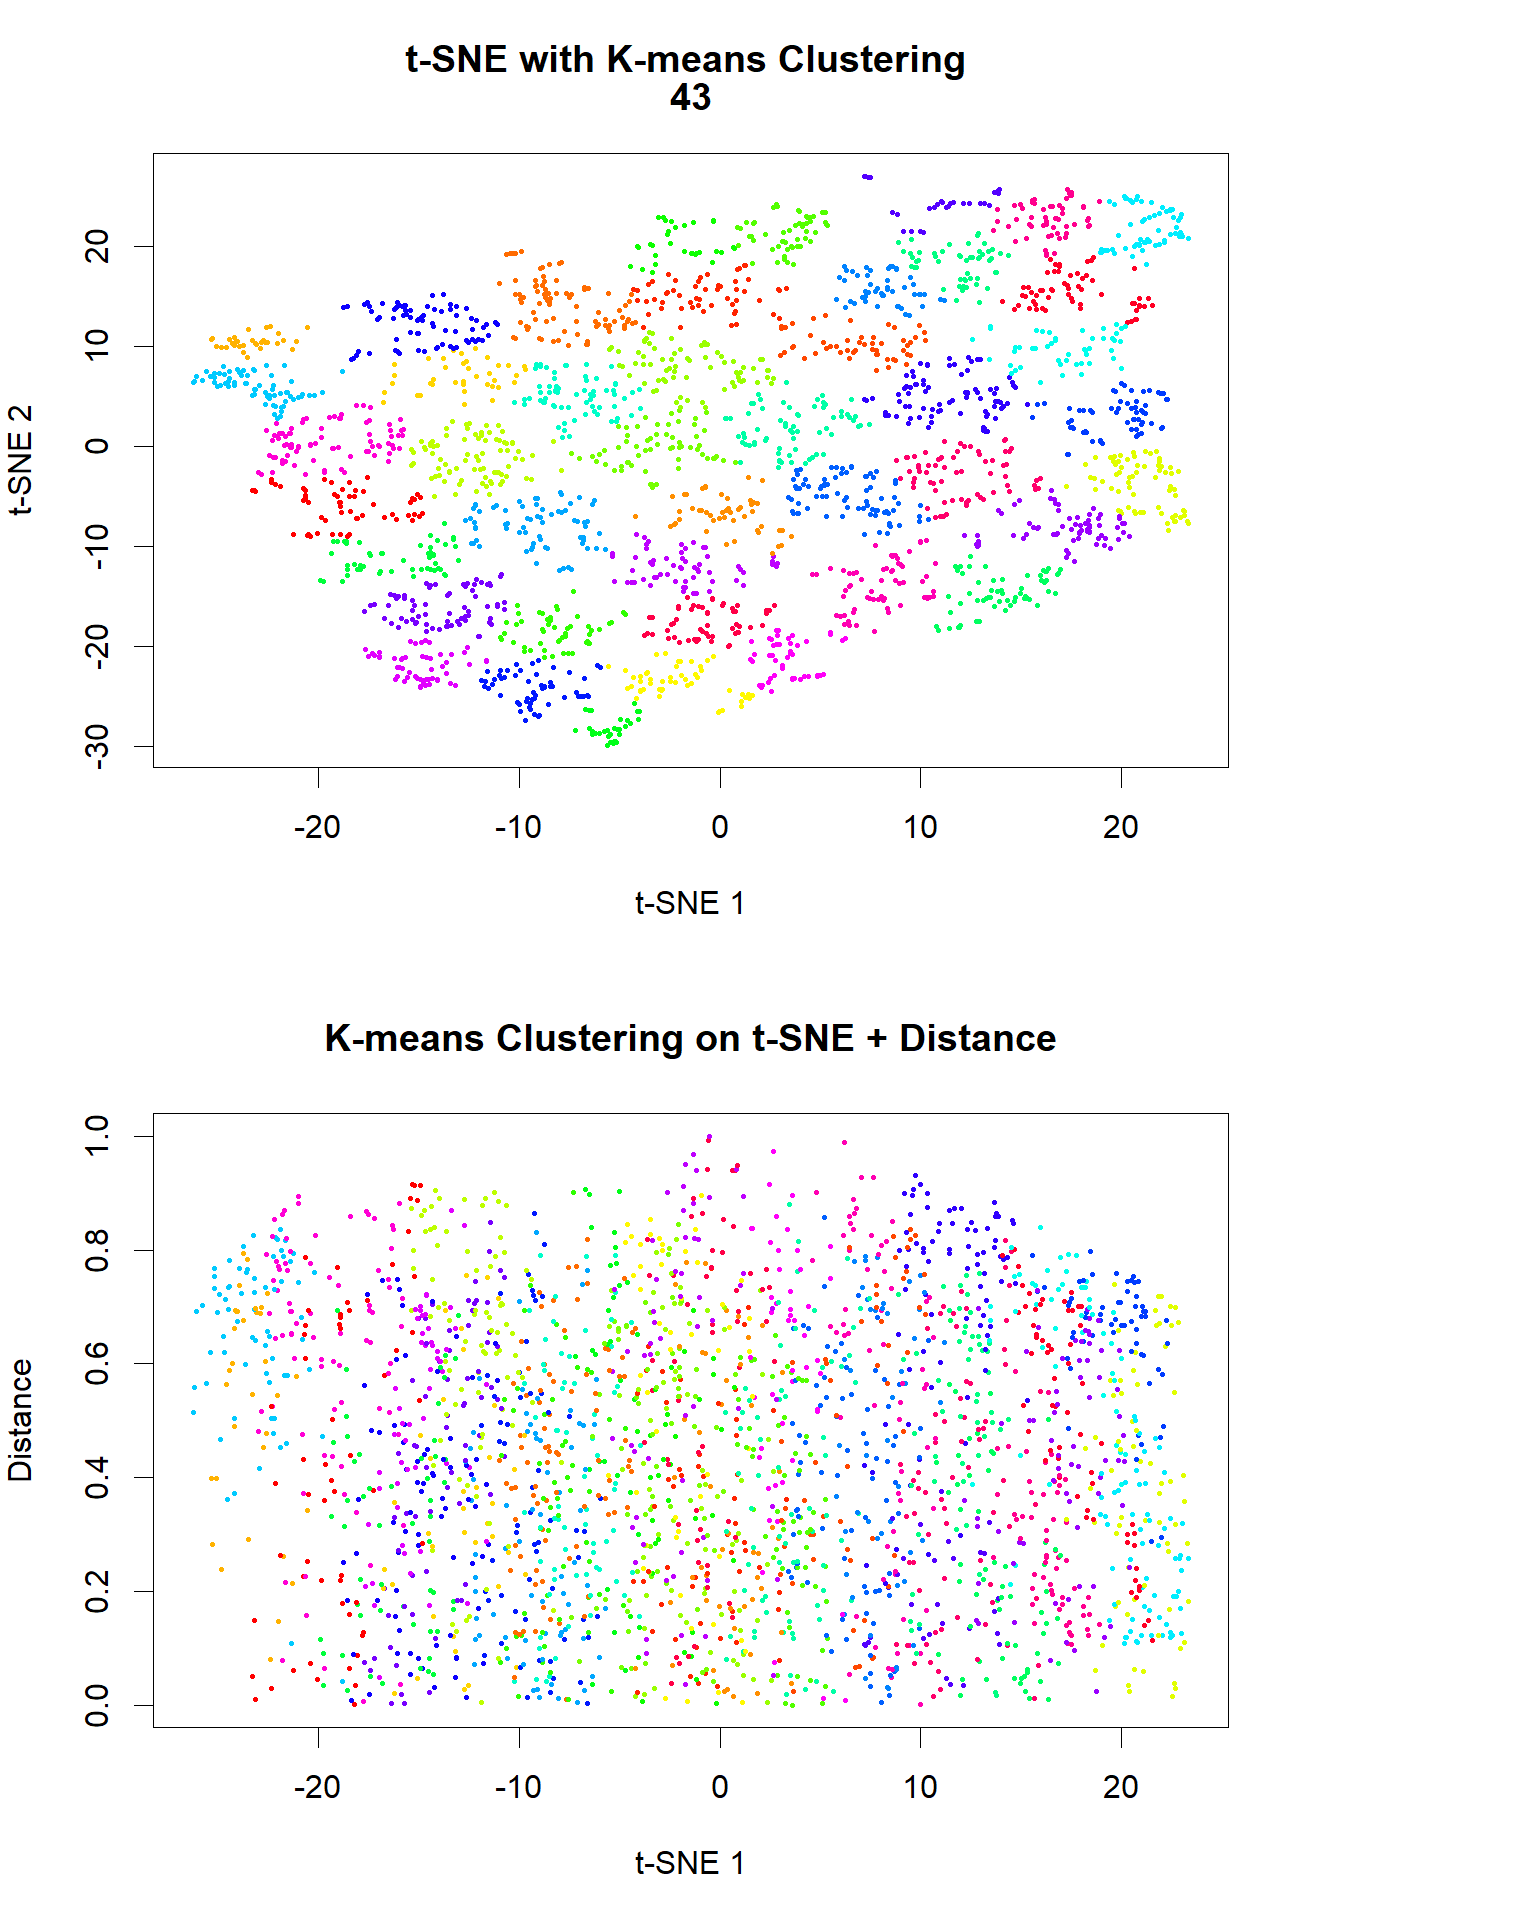 t-SNE with K-means Clustering
43
t-SNE 2
20
10
0
-10
-20
-30
-20 -10 0 10 20
t-SNE 1
K-means Clustering on t-SNE + Distance
Distance
1.0
0.8
0.6
0.4
0.2
0.0
-20 -10 0 10 20
t-SNE 1